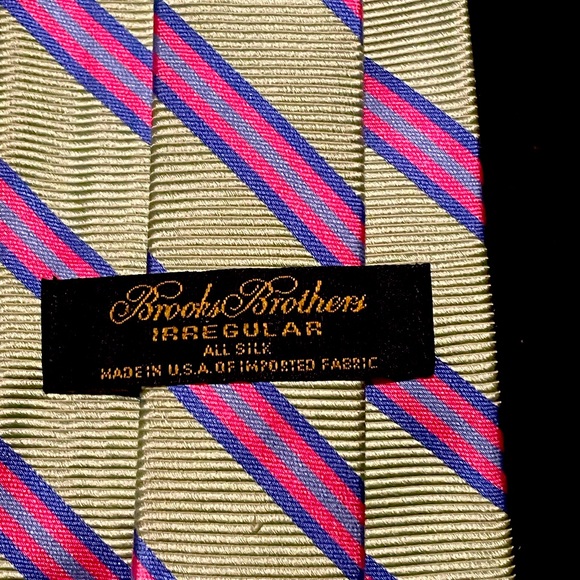 Brooks Brothers
IRREGULAR
ALL SILK
MADE IN U.S.A. OF IMPORTED FABRIC